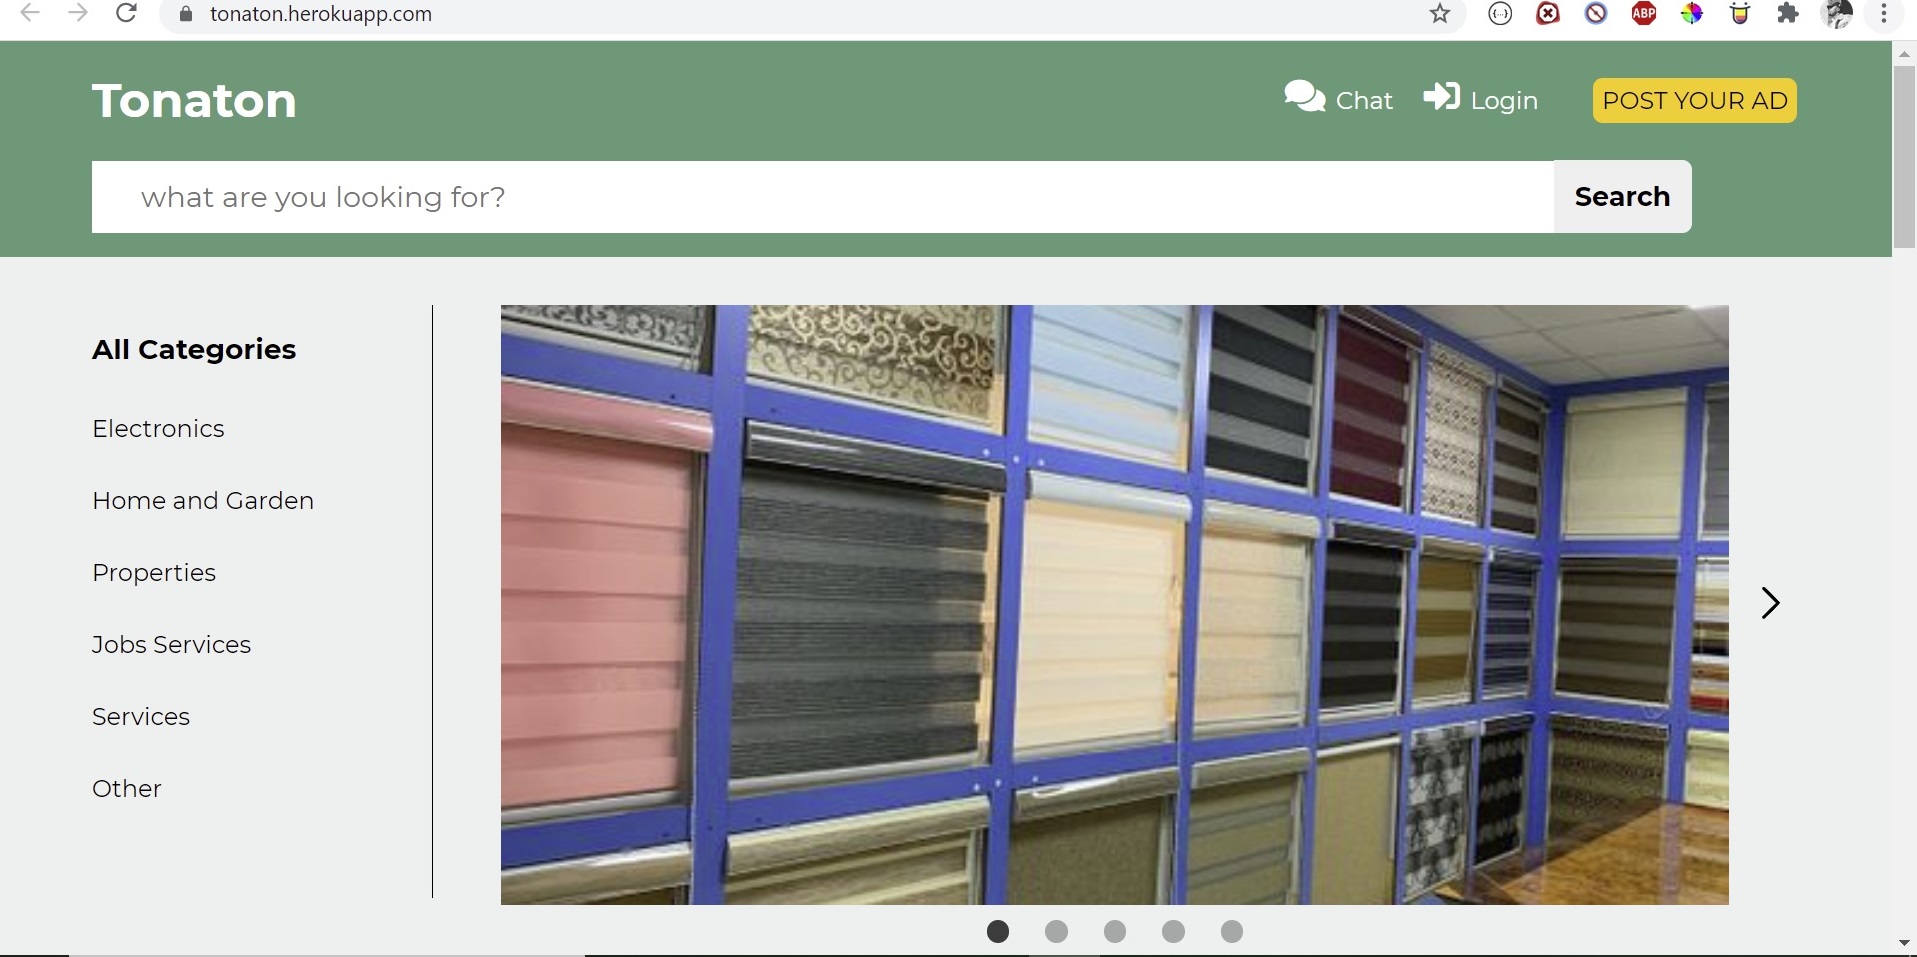 tonaton.herokuapp.com
ABP
Tonaton
Chat
Login
POST YOUR AD
what are you looking for?
Search
All Categories
Electronics
Home and Garden
Properties
Jobs Services
Services
Other